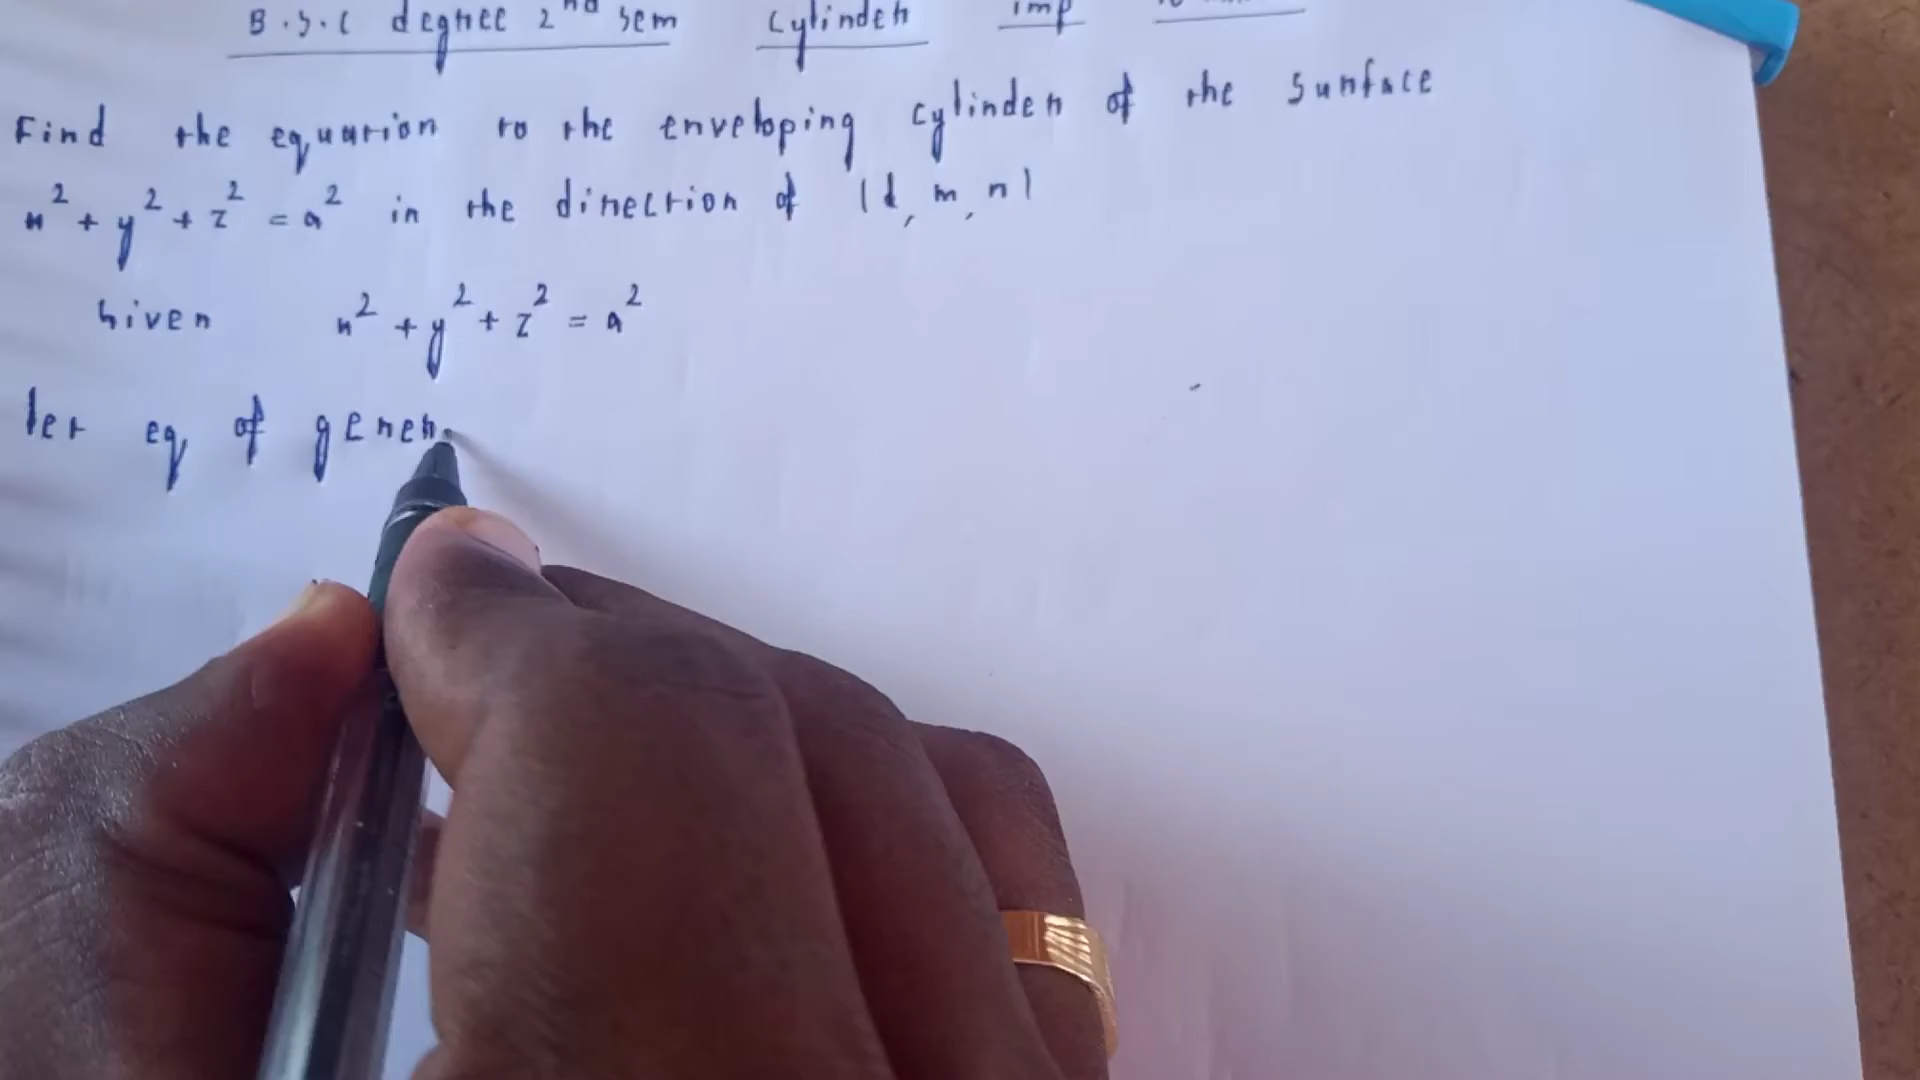 B.S.C degree 2nd sem cylinder imp
Find the equation to the enveloping cylinder of the surface
x² + y² + z² = a² in the direction of (l, m, n)
Given x² + y² + z² = a²
let eq of gener